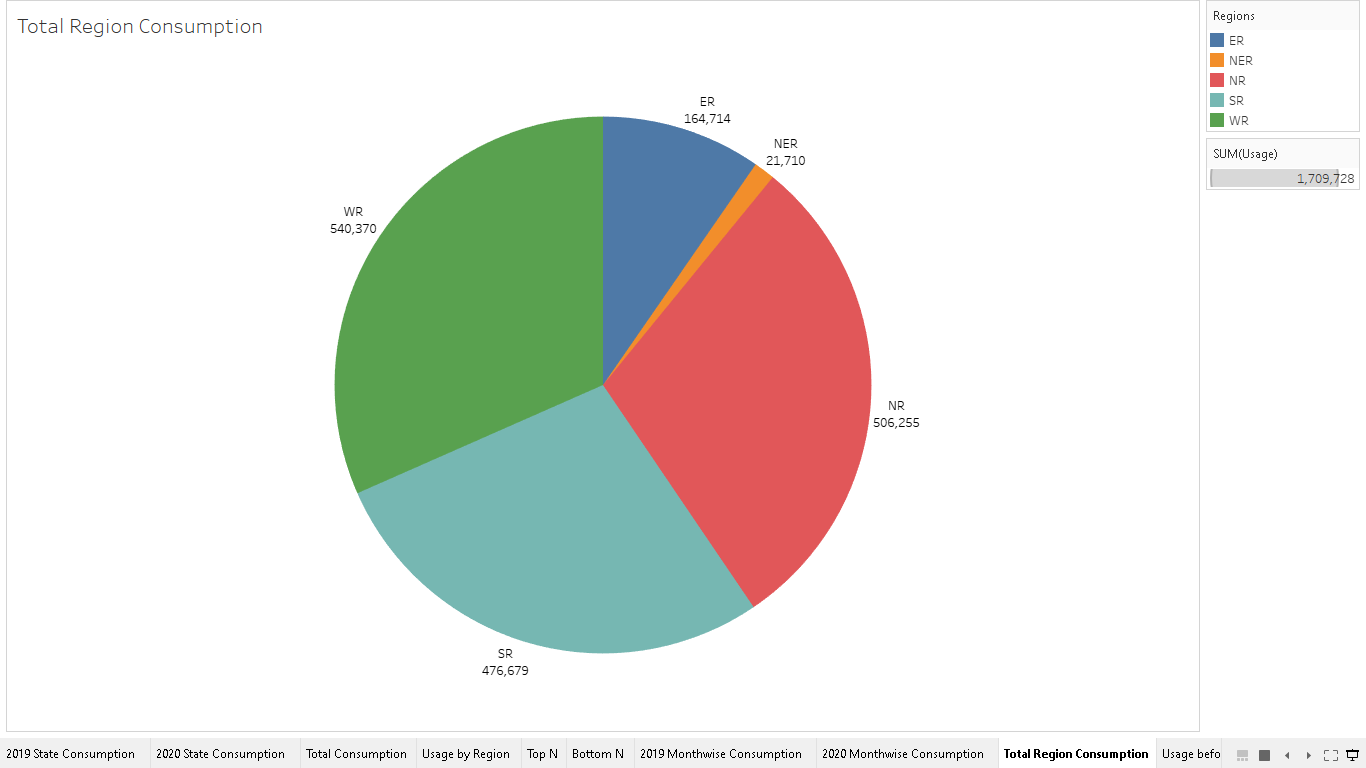 Total Region Consumption
ER
164,714
NER
21,710
WR
540,370
NR
506,255
SR
476,679
Regions
ER
NER
NR
SR
WR
SUM(Usage)
1,709,728
2019 State Consumption
2020 State Consumption
Total Consumption
Usage by Region
Top N
Bottom N
2019 Monthwise Consumption
2020 Monthwise Consumption
Total Region Consumption
Usage befo